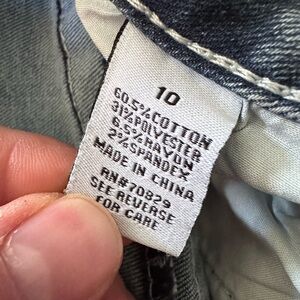 10
60.5%COTTON
31%POLYESTER
6.5%RAYON
2%SPANDEX
MADE IN CHINA
RN#70829
SEE REVERSE
FOR CARE